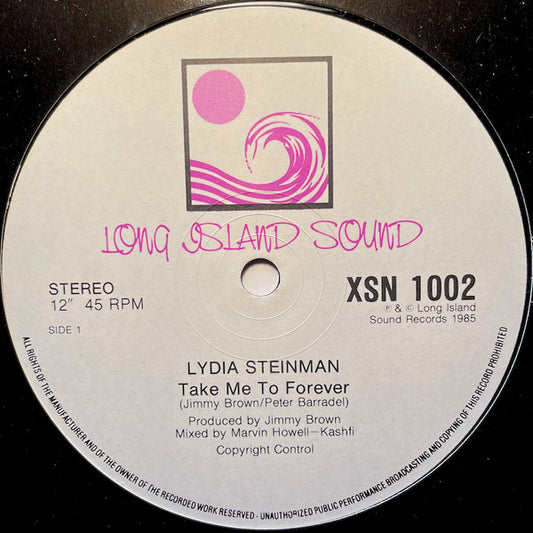 LONG ISLAND SOUND
STEREO
12" 45 RPM
SIDE 1
XSN 1002
℗ & © Long Island
Sound Records 1985
LYDIA STEINMAN
Take Me To Forever
(Jimmy Brown/Peter Barradel)
Produced by Jimmy Brown
Mixed by Marvin Howell-Kashfi
Copyright Control
ALL RIGHTS OF THE MANUFACTURER AND OF THE OWNER OF THE RECORDED WORK RESERVED - UNAUTHORIZED PUBLIC PERFORMANCE BROADCASTING AND COPYING OF THIS RECORD PROHIBITED